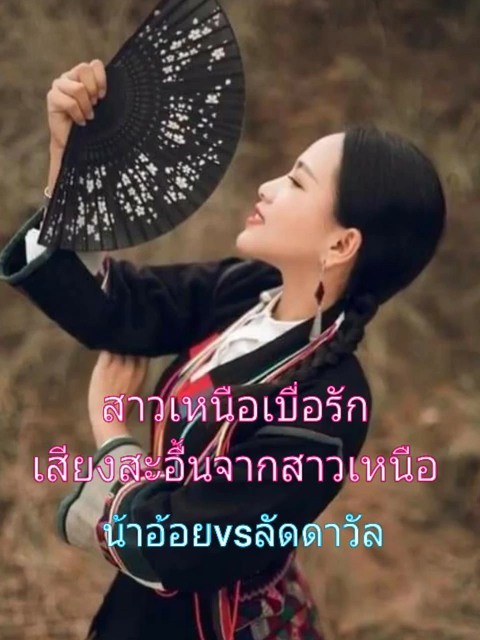 สาวเหนือเบื่อรัก
เสียงสะอื้นจากสาวเหนือ
น้าอ้อยvsลัดดาวัล